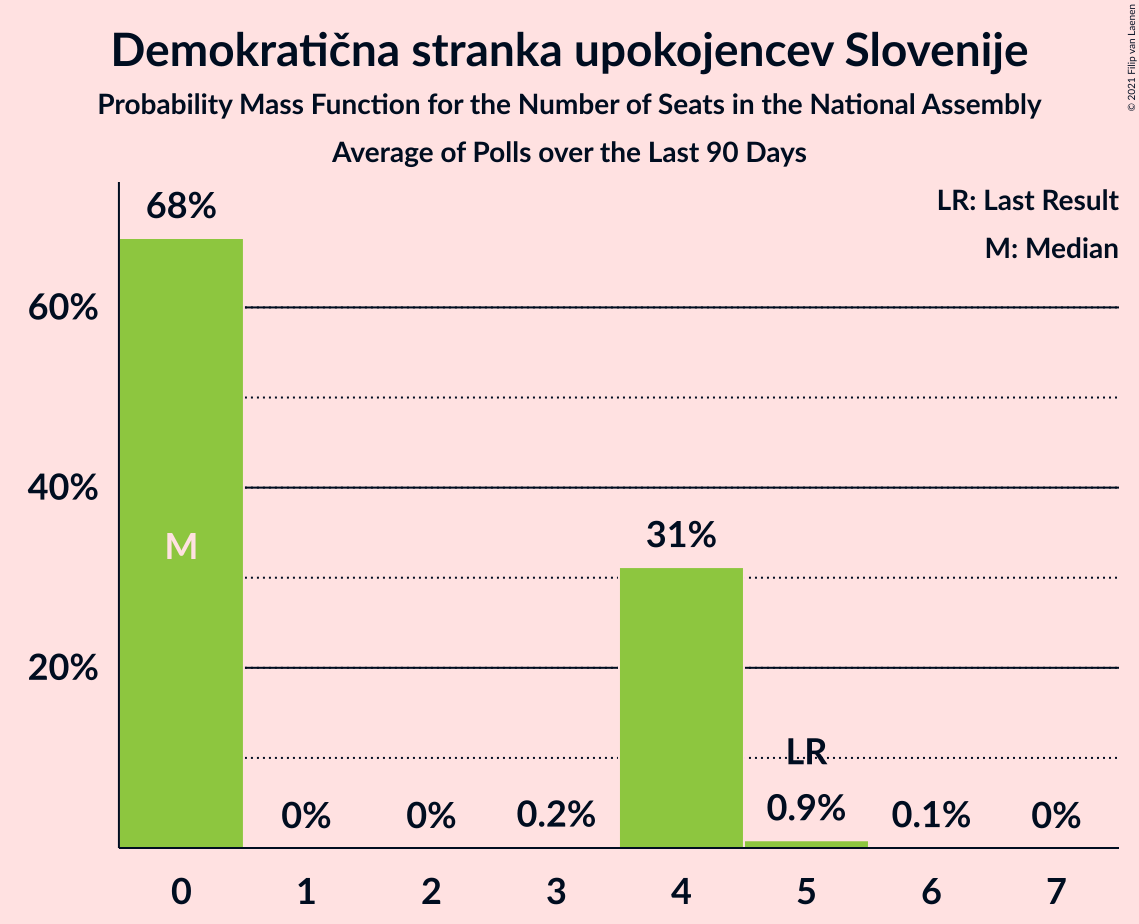 Demokratična stranka upokojencev Slovenije
Probability Mass Function for the Number of Seats in the National Assembly
Average of Polls over the Last 90 Days
© 2021 Filip van Laenen
LR: Last Result
M: Median
68%
60%
40%
20%
M
31%
LR
0%
0%
0.2%
0.9%
0.1%
0%
0 1 2 3 4 5 6 7